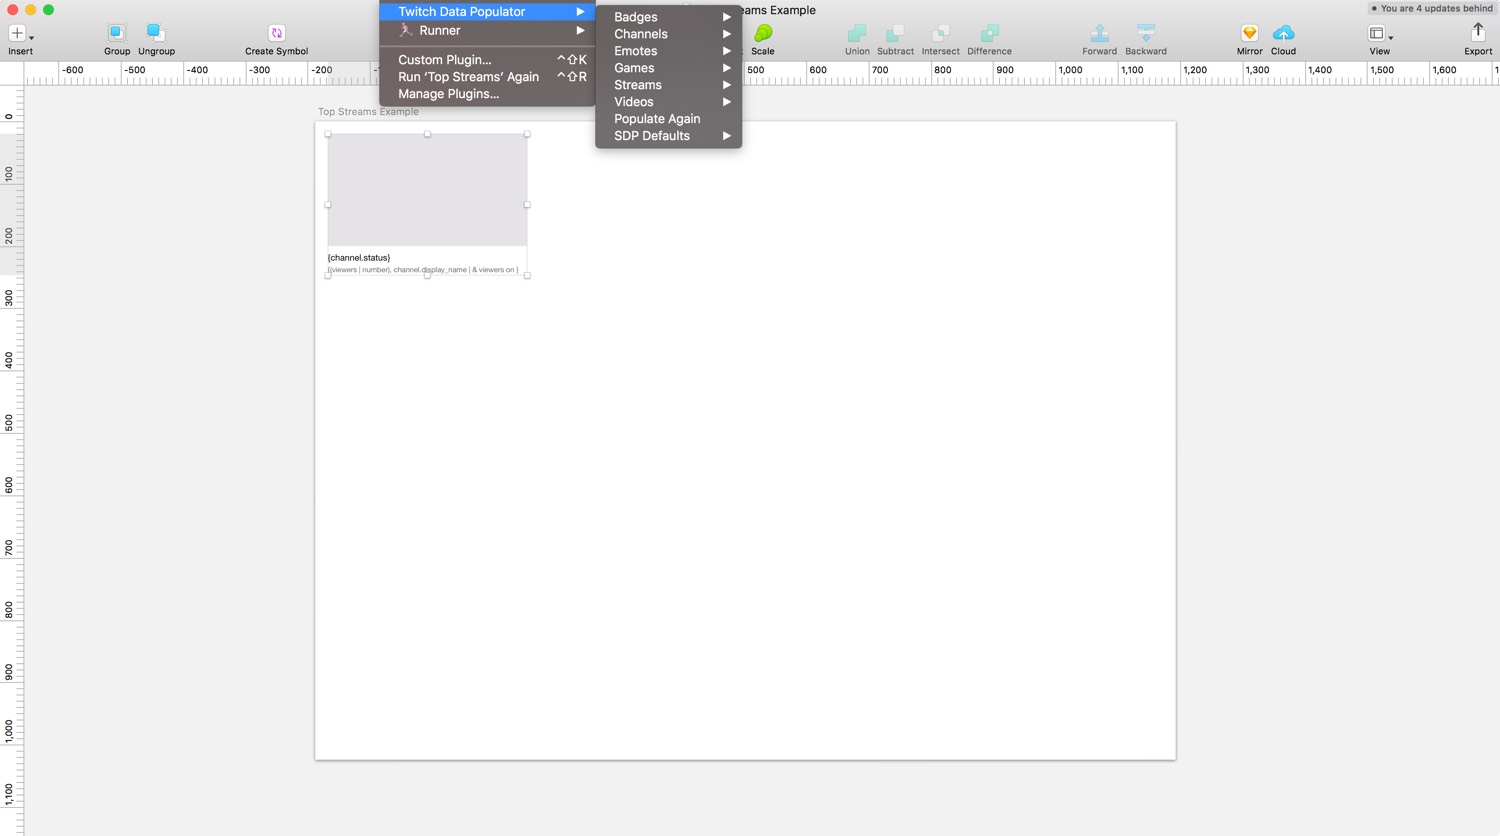 Twitch Data Populator
Runner
Custom Plugin... ^⇧K
Run ‘Top Streams’ Again ^⇧R
Manage Plugins...
Badges
Channels
Emotes
Games
Streams
Videos
Populate Again
SDP Defaults
eams Example
You are 4 updates behind
Insert
Group
Ungroup
Create Symbol
Scale
Union
Subtract
Intersect
Difference
Forward
Backward
Mirror
Cloud
View
Export
-600 -500 -400 -300 -200 500 600 700 800 900 1,000 1,100 1,200 1,300 1,400 1,500 1,600
0
100
200
300
400
500
600
700
800
900
1,000
1,100
Top Streams Example
{channel.status}
{(viewers | number), channel.display_name | & viewers on }